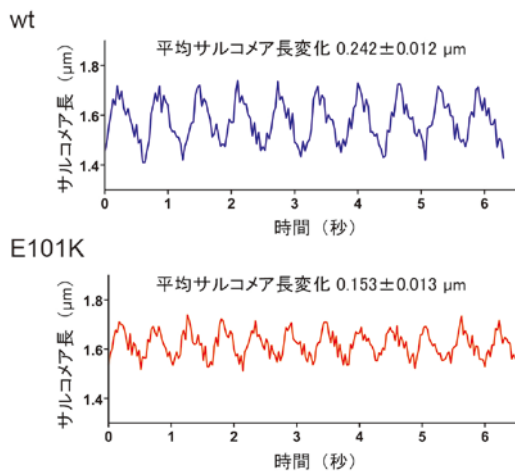 wt
平均サルコメア長変化 0.242±0.012 μm
サルコメア長 (μm)
1.8
1.6
1.4
0 1 2 3 4 5 6
時間（秒）
E101K
平均サルコメア長変化 0.153±0.013 μm
サルコメア長 (μm)
1.8
1.6
1.4
0 1 2 3 4 5 6
時間（秒）